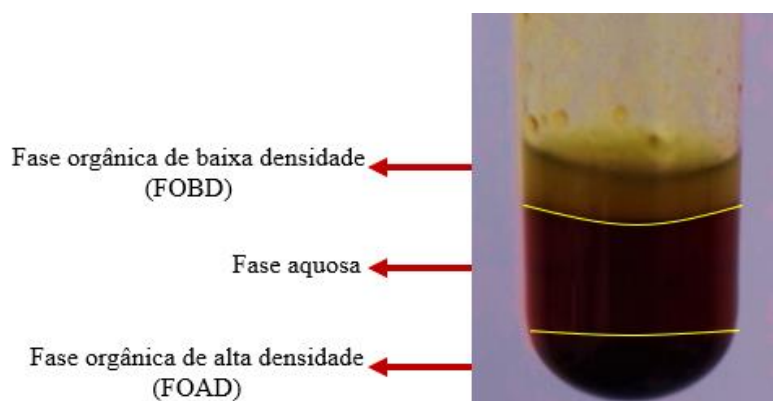 Fase orgânica de baixa densidade
(FOBD)
Fase aquosa
Fase orgânica de alta densidade
(FOAD)